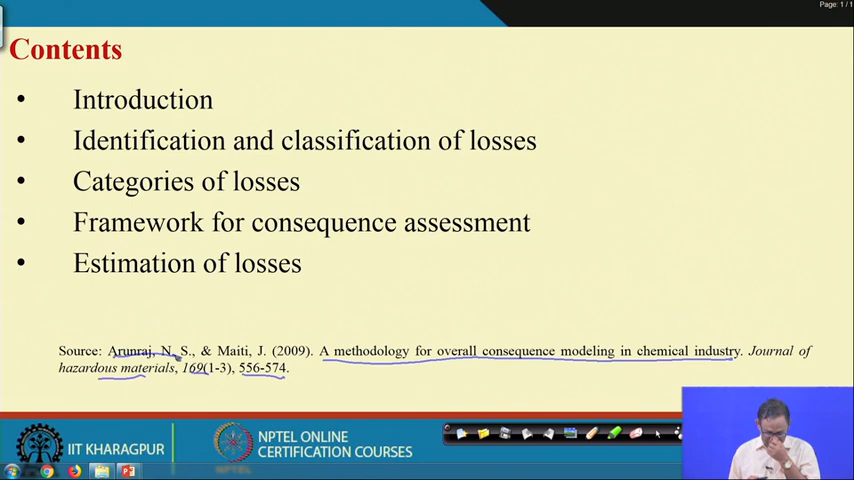 Page: 1 / 1
Contents
• Introduction
• Identification and classification of losses
• Categories of losses
• Framework for consequence assessment
• Estimation of losses
Source: Arunraj, N. S., & Maiti, J. (2009). A methodology for overall consequence modeling in chemical industry. Journal of
hazardous materials, 169(1-3), 556-574.
IIT KHARAGPUR
NPTEL ONLINE
CERTIFICATION COURSES
NPTEL